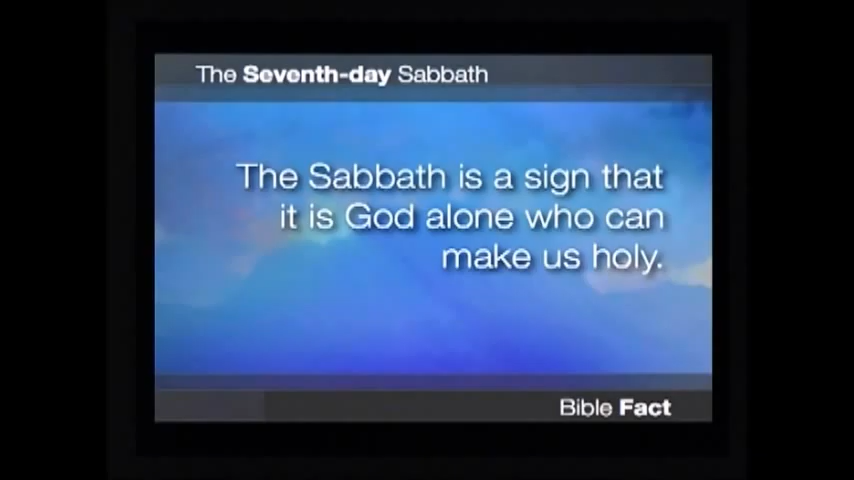 The Seventh-day Sabbath
The Sabbath is a sign that
it is God alone who can
make us holy.
Bible Fact